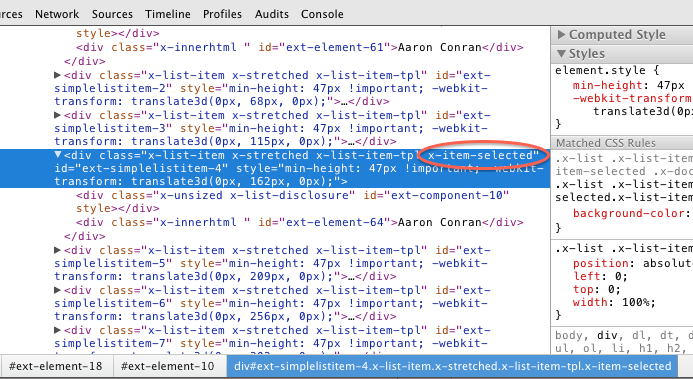 urces Network Sources Timeline Profiles Audits Console
style></div>
<div class="x-innerhtml " id="ext-element-61">Aaron Conran</div>
</div>
▶<div class="x-list-item x-stretched x-list-item-tpl" id="ext-
simplelistitem-2" style="min-height: 47px !important; -webkit-
transform: translate3d(0px, 68px, 0px);">…</div>
▶<div class="x-list-item x-stretched x-list-item-tpl" id="ext-
simplelistitem-3" style="min-height: 47px !important; -webkit-
transform: translate3d(0px, 115px, 0px);">…</div>
▼<div class="x-list-item x-stretched x-list-item-tpl x-item-selected"
id="ext-simplelistitem-4" style="min-height: 47px !important; -webkit-
transform: translate3d(0px, 162px, 0px);">
<div class="x-unsized x-list-disclosure" id="ext-component-10"
style></div>
<div class="x-innerhtml " id="ext-element-64">Aaron Conran</div>
</div>
▶<div class="x-list-item x-stretched x-list-item-tpl" id="ext-
simplelistitem-5" style="min-height: 47px !important; -webkit-
transform: translate3d(0px, 209px, 0px);">…</div>
▶<div class="x-list-item x-stretched x-list-item-tpl" id="ext-
simplelistitem-6" style="min-height: 47px !important; -webkit-
transform: translate3d(0px, 256px, 0px);">…</div>
▶<div class="x-list-item x-stretched x-list-item-tpl" id="ext-
simplelistitem-7" style="min-height: 47px !important; -webkit-
▶ Computed Style
▼ Styles
element.style {
min-height: 47px
-webkit-transform
translate3d(0p
}
Matched CSS Rules
.x-list .x-list-item
item-selected .x-do
.x-list .x-list-item
selected.x-list-item
background-color:
}
.x-list .x-list-item
position: absolut
left: 0;
top: 0;
width: 100%;
}
body, div, dl, dt, d
ul, ol, li, h1, h2,
#ext-element-18 #ext-element-10 div#ext-simplelistitem-4.x-list-item.x-stretched.x-list-item-tpl.x-item-selected